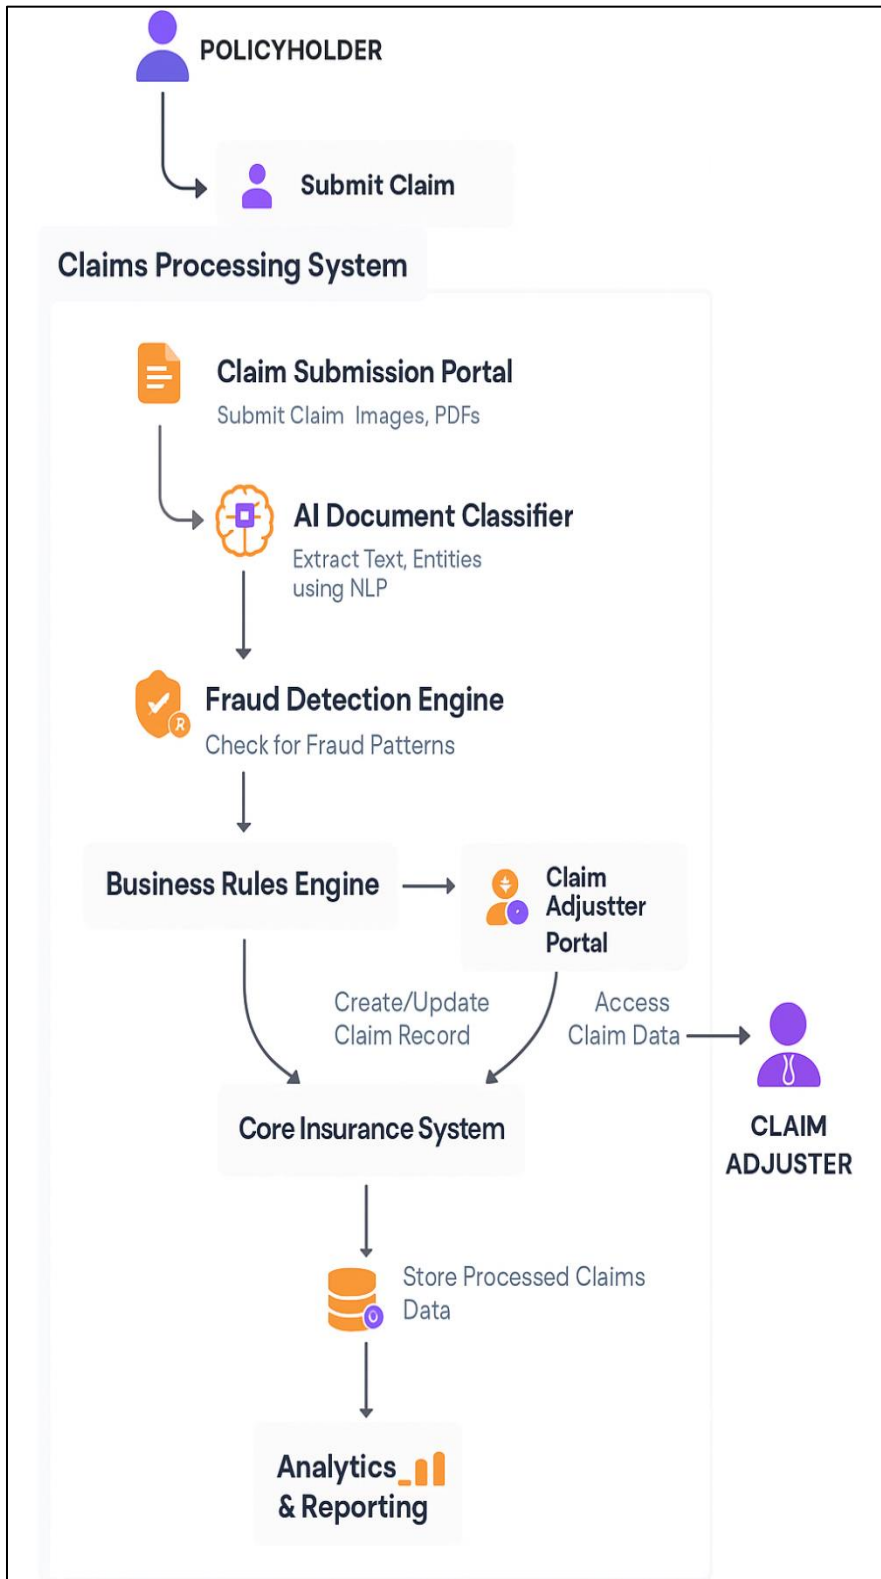 POLICYHOLDER
Submit Claim
Claims Processing System
Claim Submission Portal
Submit Claim Images, PDFs
AI Document Classifier
Extract Text, Entities
using NLP
Fraud Detection Engine
R
Check for Fraud Patterns
Business Rules Engine
Claim
Adjustter
Portal
Create/Update
Claim Record
Access
Claim Data
Core Insurance System
CLAIM
ADJUSTER
Store Processed Claims
Data
Analytics
& Reporting